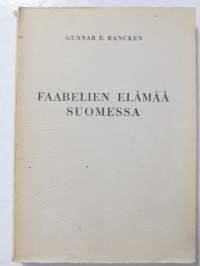 GUNNAR E. RANCKEN
FAABELIEN ELÄMÄÄ
SUOMESSA